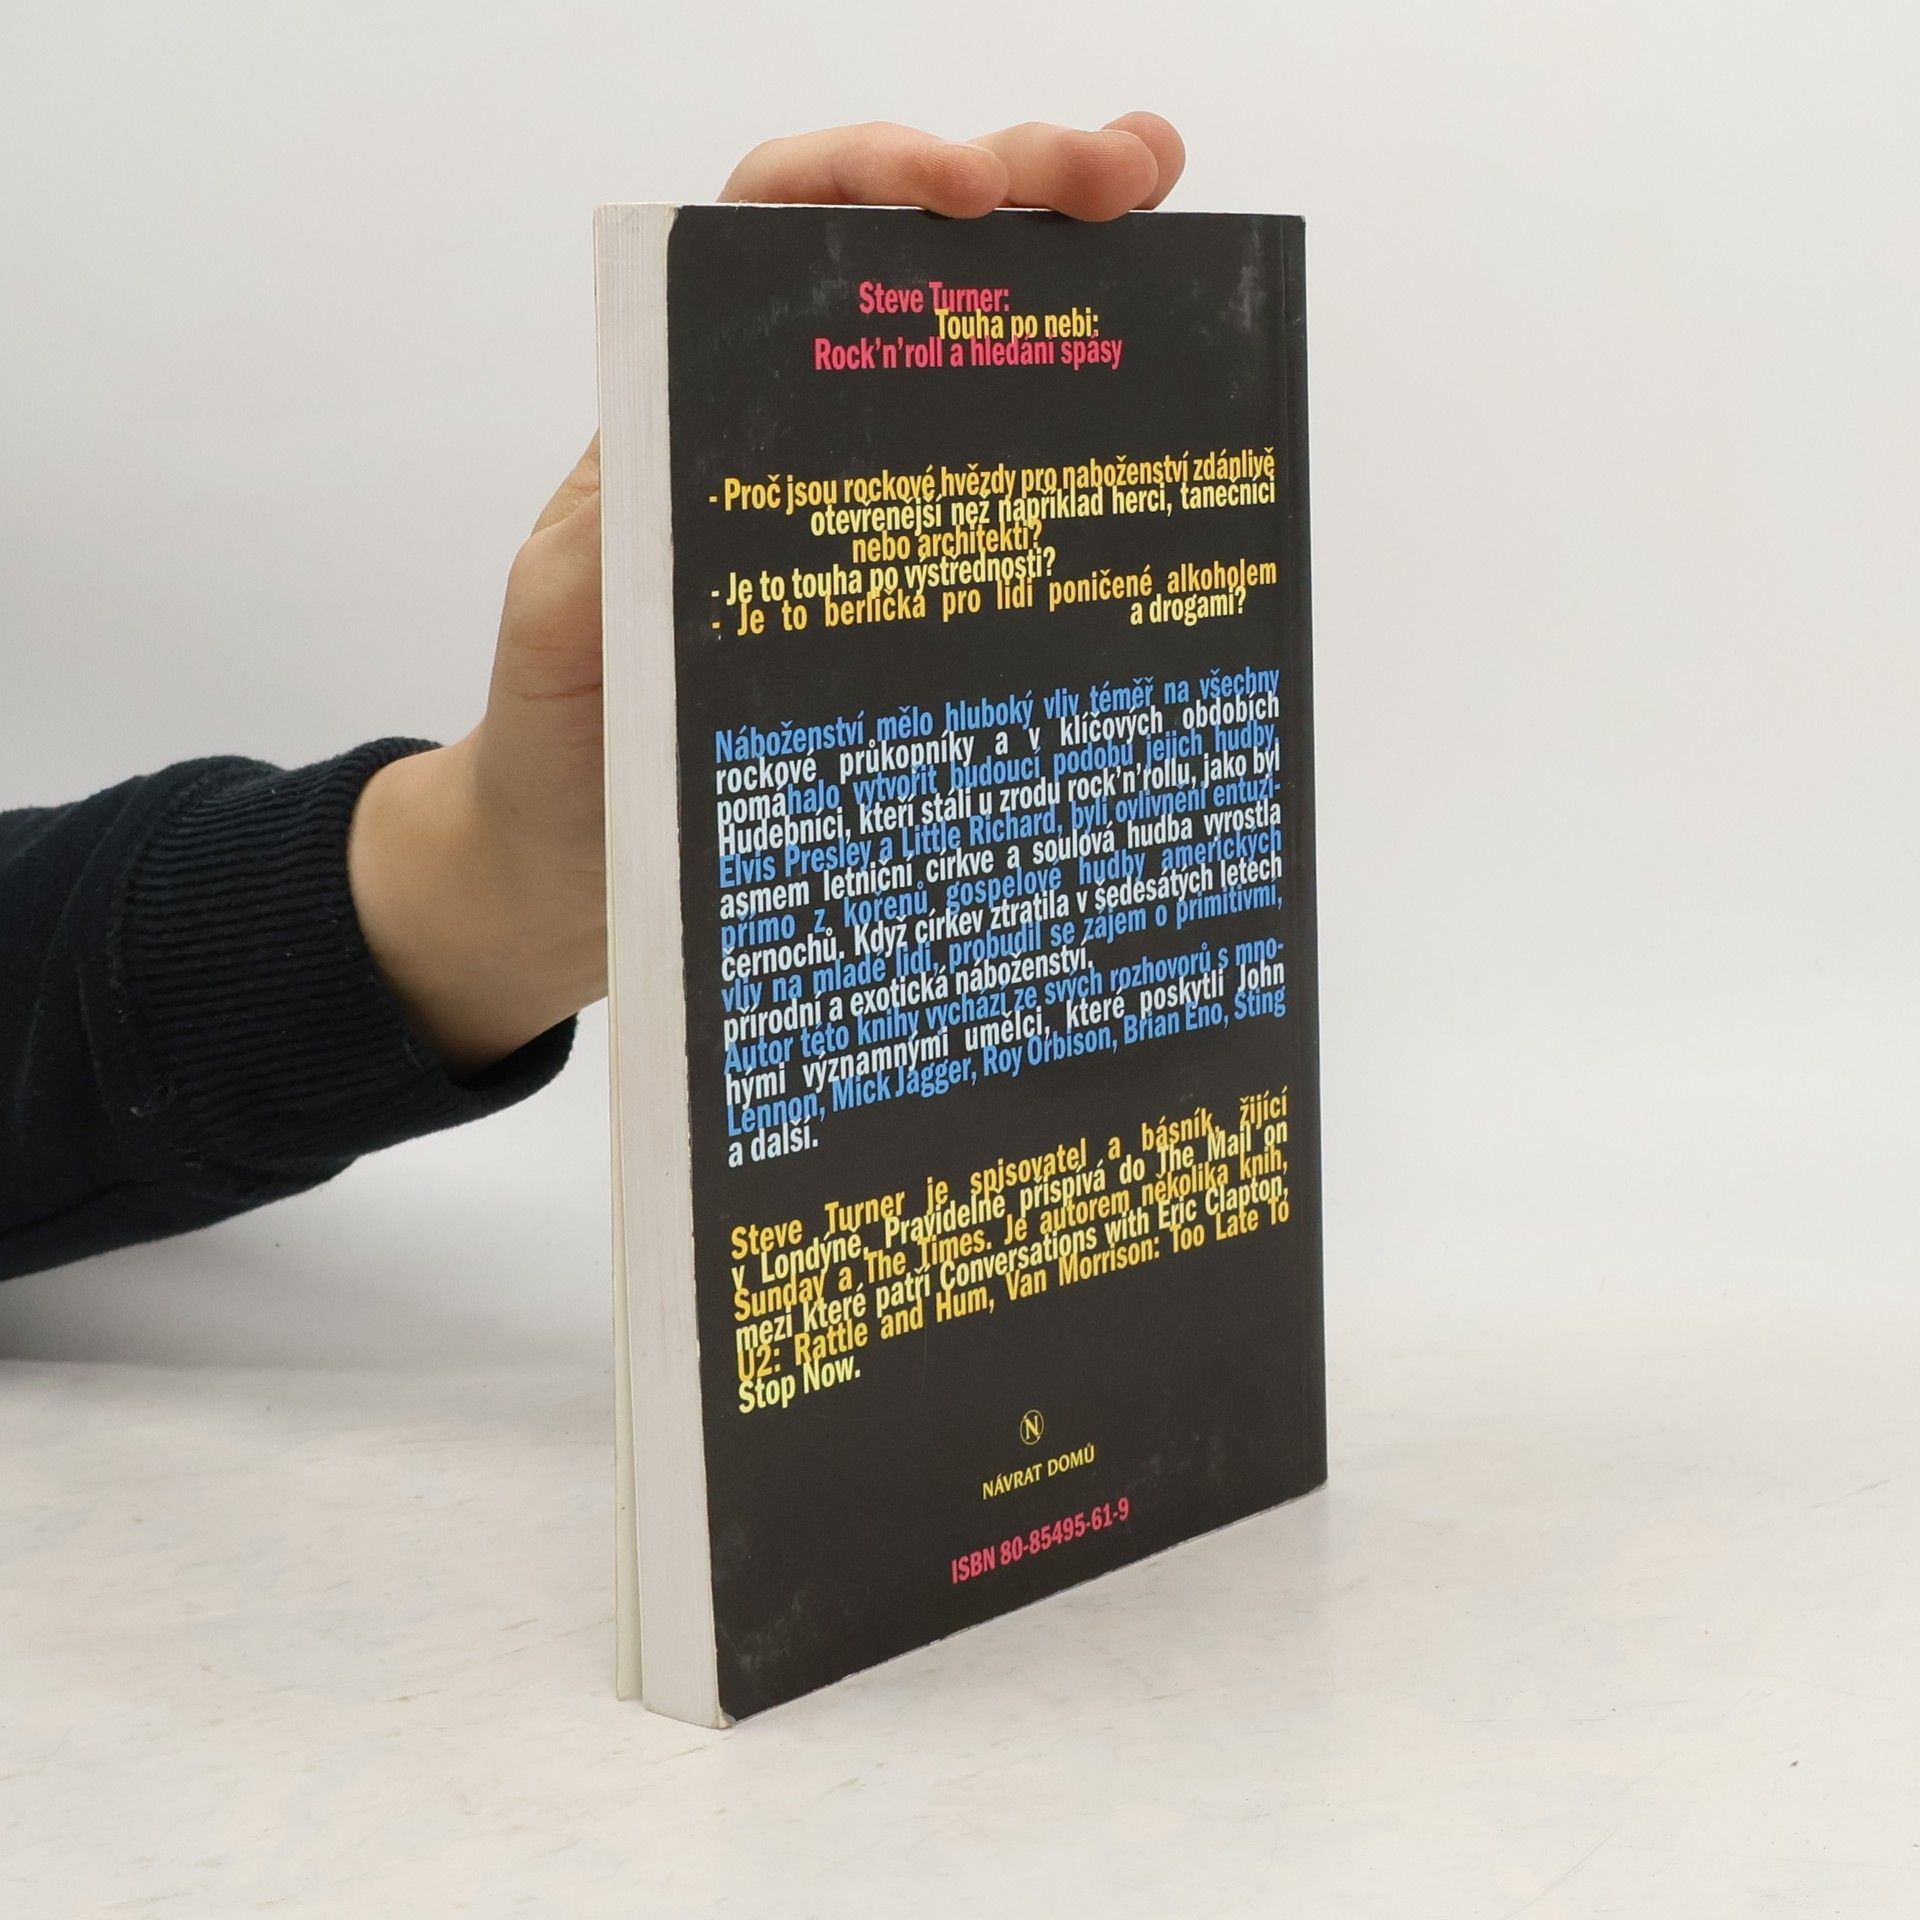 Steve Turner:
Touha po nebi:
Rock'n'roll a hledání spásy
- Proč jsou rockové hvězdy pro naboženství zdánlivě
otevřenější než například herci, tanečníci
nebo architekti?
- Je to touha po výstřednosti?
- Je to berlička pro lidi poničené alkoholem
a drogami?
Náboženství mělo hluboký vliv téměř na všechny
rockové průkopníky a v klíčových obdobích
pomáhalo vytvořit budoucí podobu jejich hudby.
Hudebníci, kteří stáli u zrodu rock'n'rollu, jako byl
Elvis Presley a Little Richard, byli ovlivnění entuzi-
asmem letniční církve a soulová hudba vyrostla
přímo z kořenů gospelové hudby amerických
černochů. Když církev ztratila v šedesátých letech
vliv na mladé lidi, probudil se zájem o primitivní,
přírodní a exotická náboženství.
Autor této knihy vychází ze svých rozhovorů s mno-
hými významnými umělci, které poskytli John
Lennon, Mick Jagger, Roy Orbison, Brian Eno, Sting
a další.
Steve Turner je spisovatel a básník, žijící
v Londýně. Pravidelně přispívá do The Mail on
Sunday a The Times. Je autorem několika knih,
mezi které patří Conversations with Eric Clapton,
U2: Rattle and Hum, Van Morrison: Too Late To
Stop Now.
N
NÁVRAT DOMŮ
ISBN 80-85495-61-9